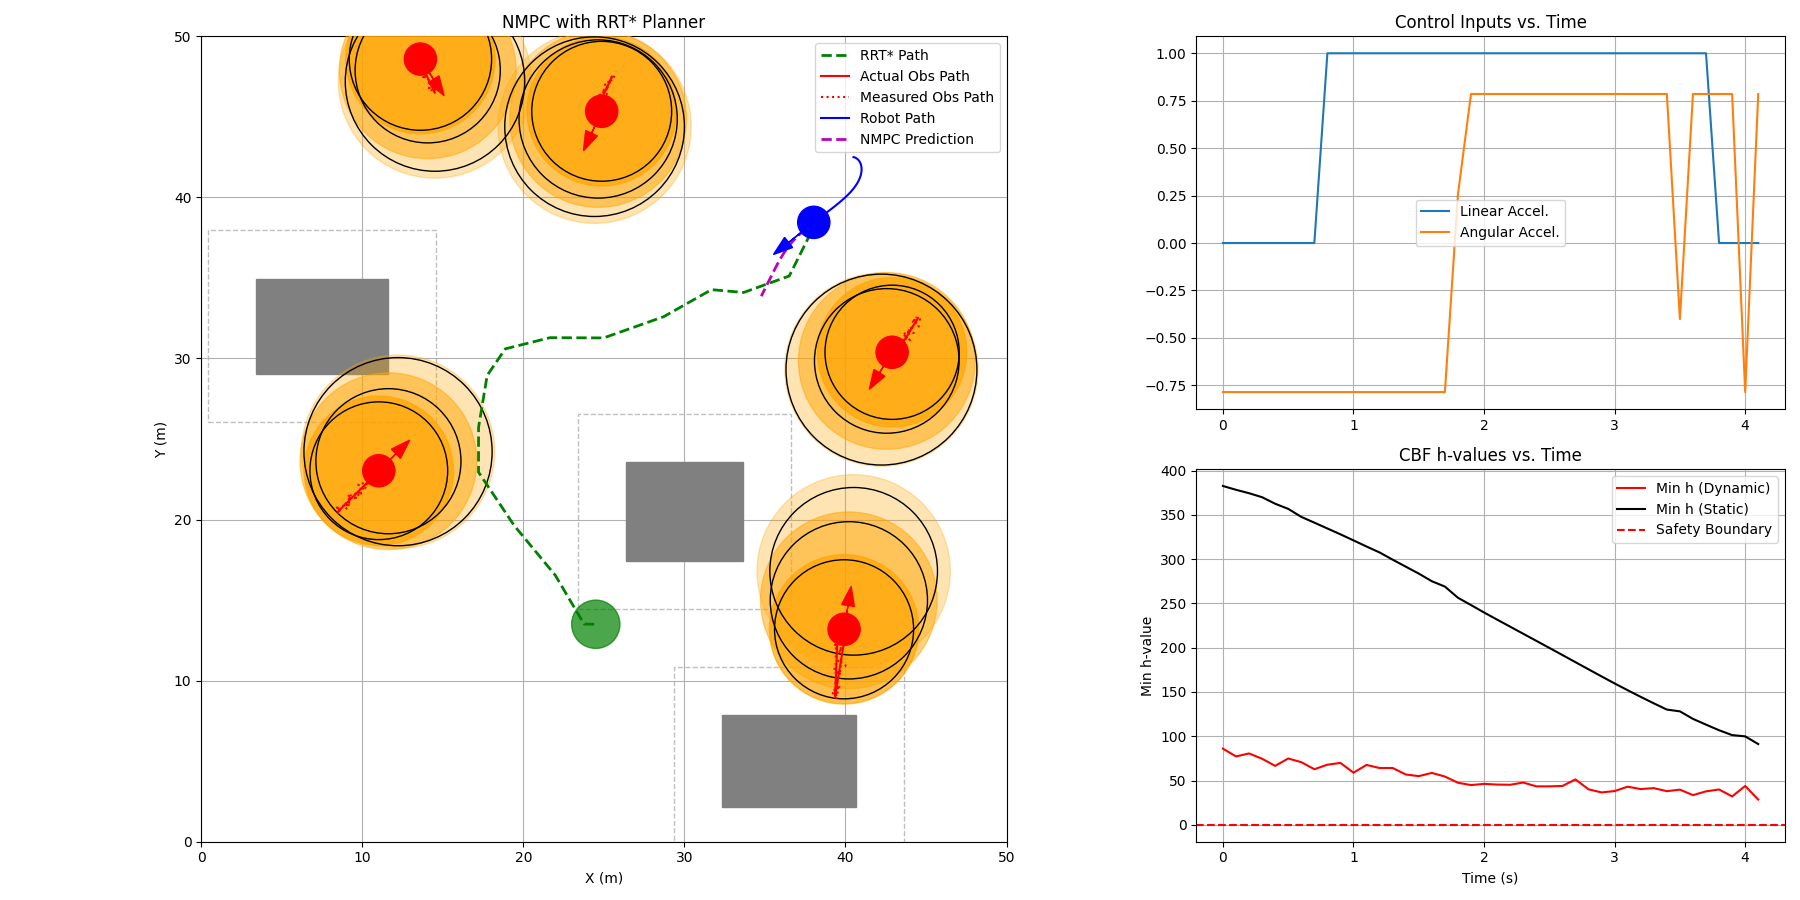 NMPC with RRT* Planner
50
40
30
20
10
0
Y (m)
0 10 20 30 40 50
X (m)
RRT* Path
Actual Obs Path
Measured Obs Path
Robot Path
NMPC Prediction
Control Inputs vs. Time
1.00
0.75
0.50
0.25
0.00
−0.25
−0.50
−0.75
Linear Accel.
Angular Accel.
0 1 2 3 4
CBF h-values vs. Time
400
350
300
250
200
150
100
50
0
Min h-value
Min h (Dynamic)
Min h (Static)
Safety Boundary
0 1 2 3 4
Time (s)